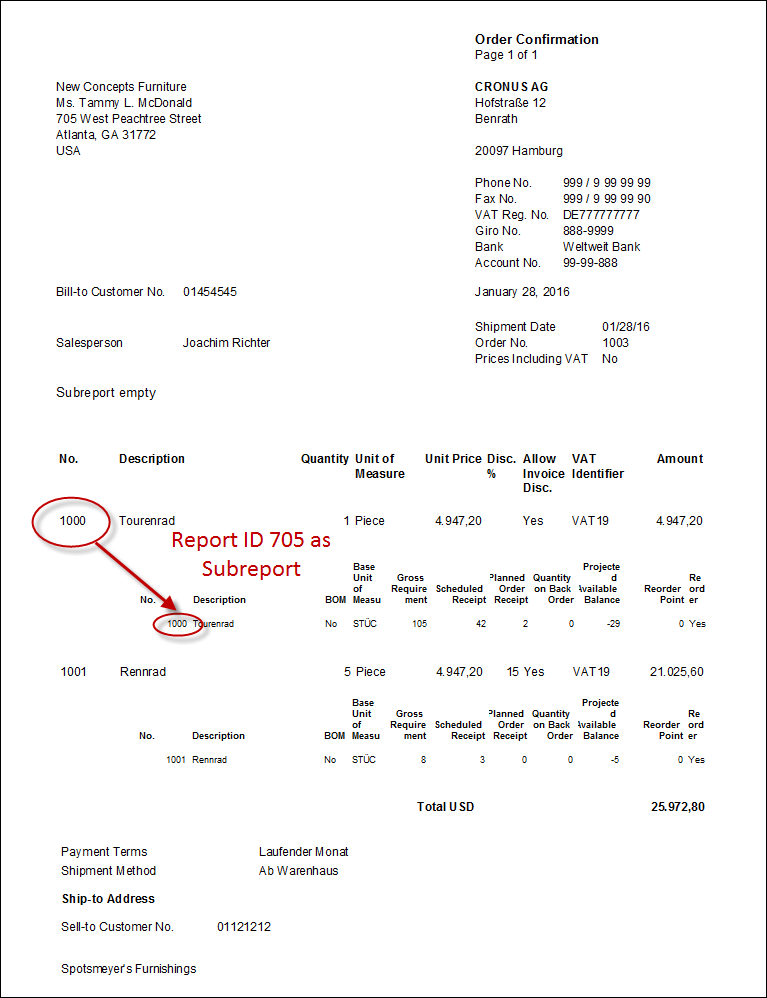 Order Confirmation
Page 1 of 1
New Concepts Furniture
Ms. Tammy L. McDonald
705 West Peachtree Street
Atlanta, GA 31772
USA
CRONUS AG
Hofstraße 12
Benrath
20097 Hamburg
Phone No. 999 / 9 99 99 99
Fax No. 999 / 9 99 99 90
VAT Reg. No. DE777777777
Giro No. 888-9999
Bank Weltweit Bank
Account No. 99-99-888
Bill-to Customer No. 01454545 January 28, 2016
Shipment Date 01/28/16
Salesperson Joachim Richter Order No. 1003
Prices Including VAT No
Subreport empty
No. Description Quantity Unit of Unit Price Disc. Allow VAT Amount
Measure % Invoice Identifier
Disc.
1000 Tourenrad 1 Piece 4.947,20 Yes VAT19 4.947,20
Report ID 705 as
Subreport
Base Projecte
Unit Gross Planned Quantity d Re
of Require Scheduled Order on Back Available Reorder ord
No. Description BOM Measu ment Receipt Receipt Order Balance Point er
1000 Tourenrad No STÜC 105 42 2 0 -29 0 Yes
1001 Rennrad 5 Piece 4.947,20 15 Yes VAT19 21.025,60
Base Projecte
Unit Gross Planned Quantity d Re
of Require Scheduled Order on Back Available Reorder ord
No. Description BOM Measu ment Receipt Receipt Order Balance Point er
1001 Rennrad No STÜC 8 3 0 0 -5 0 Yes
Total USD 25.972,80
Payment Terms Laufender Monat
Shipment Method Ab Warenhaus
Ship-to Address
Sell-to Customer No. 01121212
Spotsmeyer's Furnishings